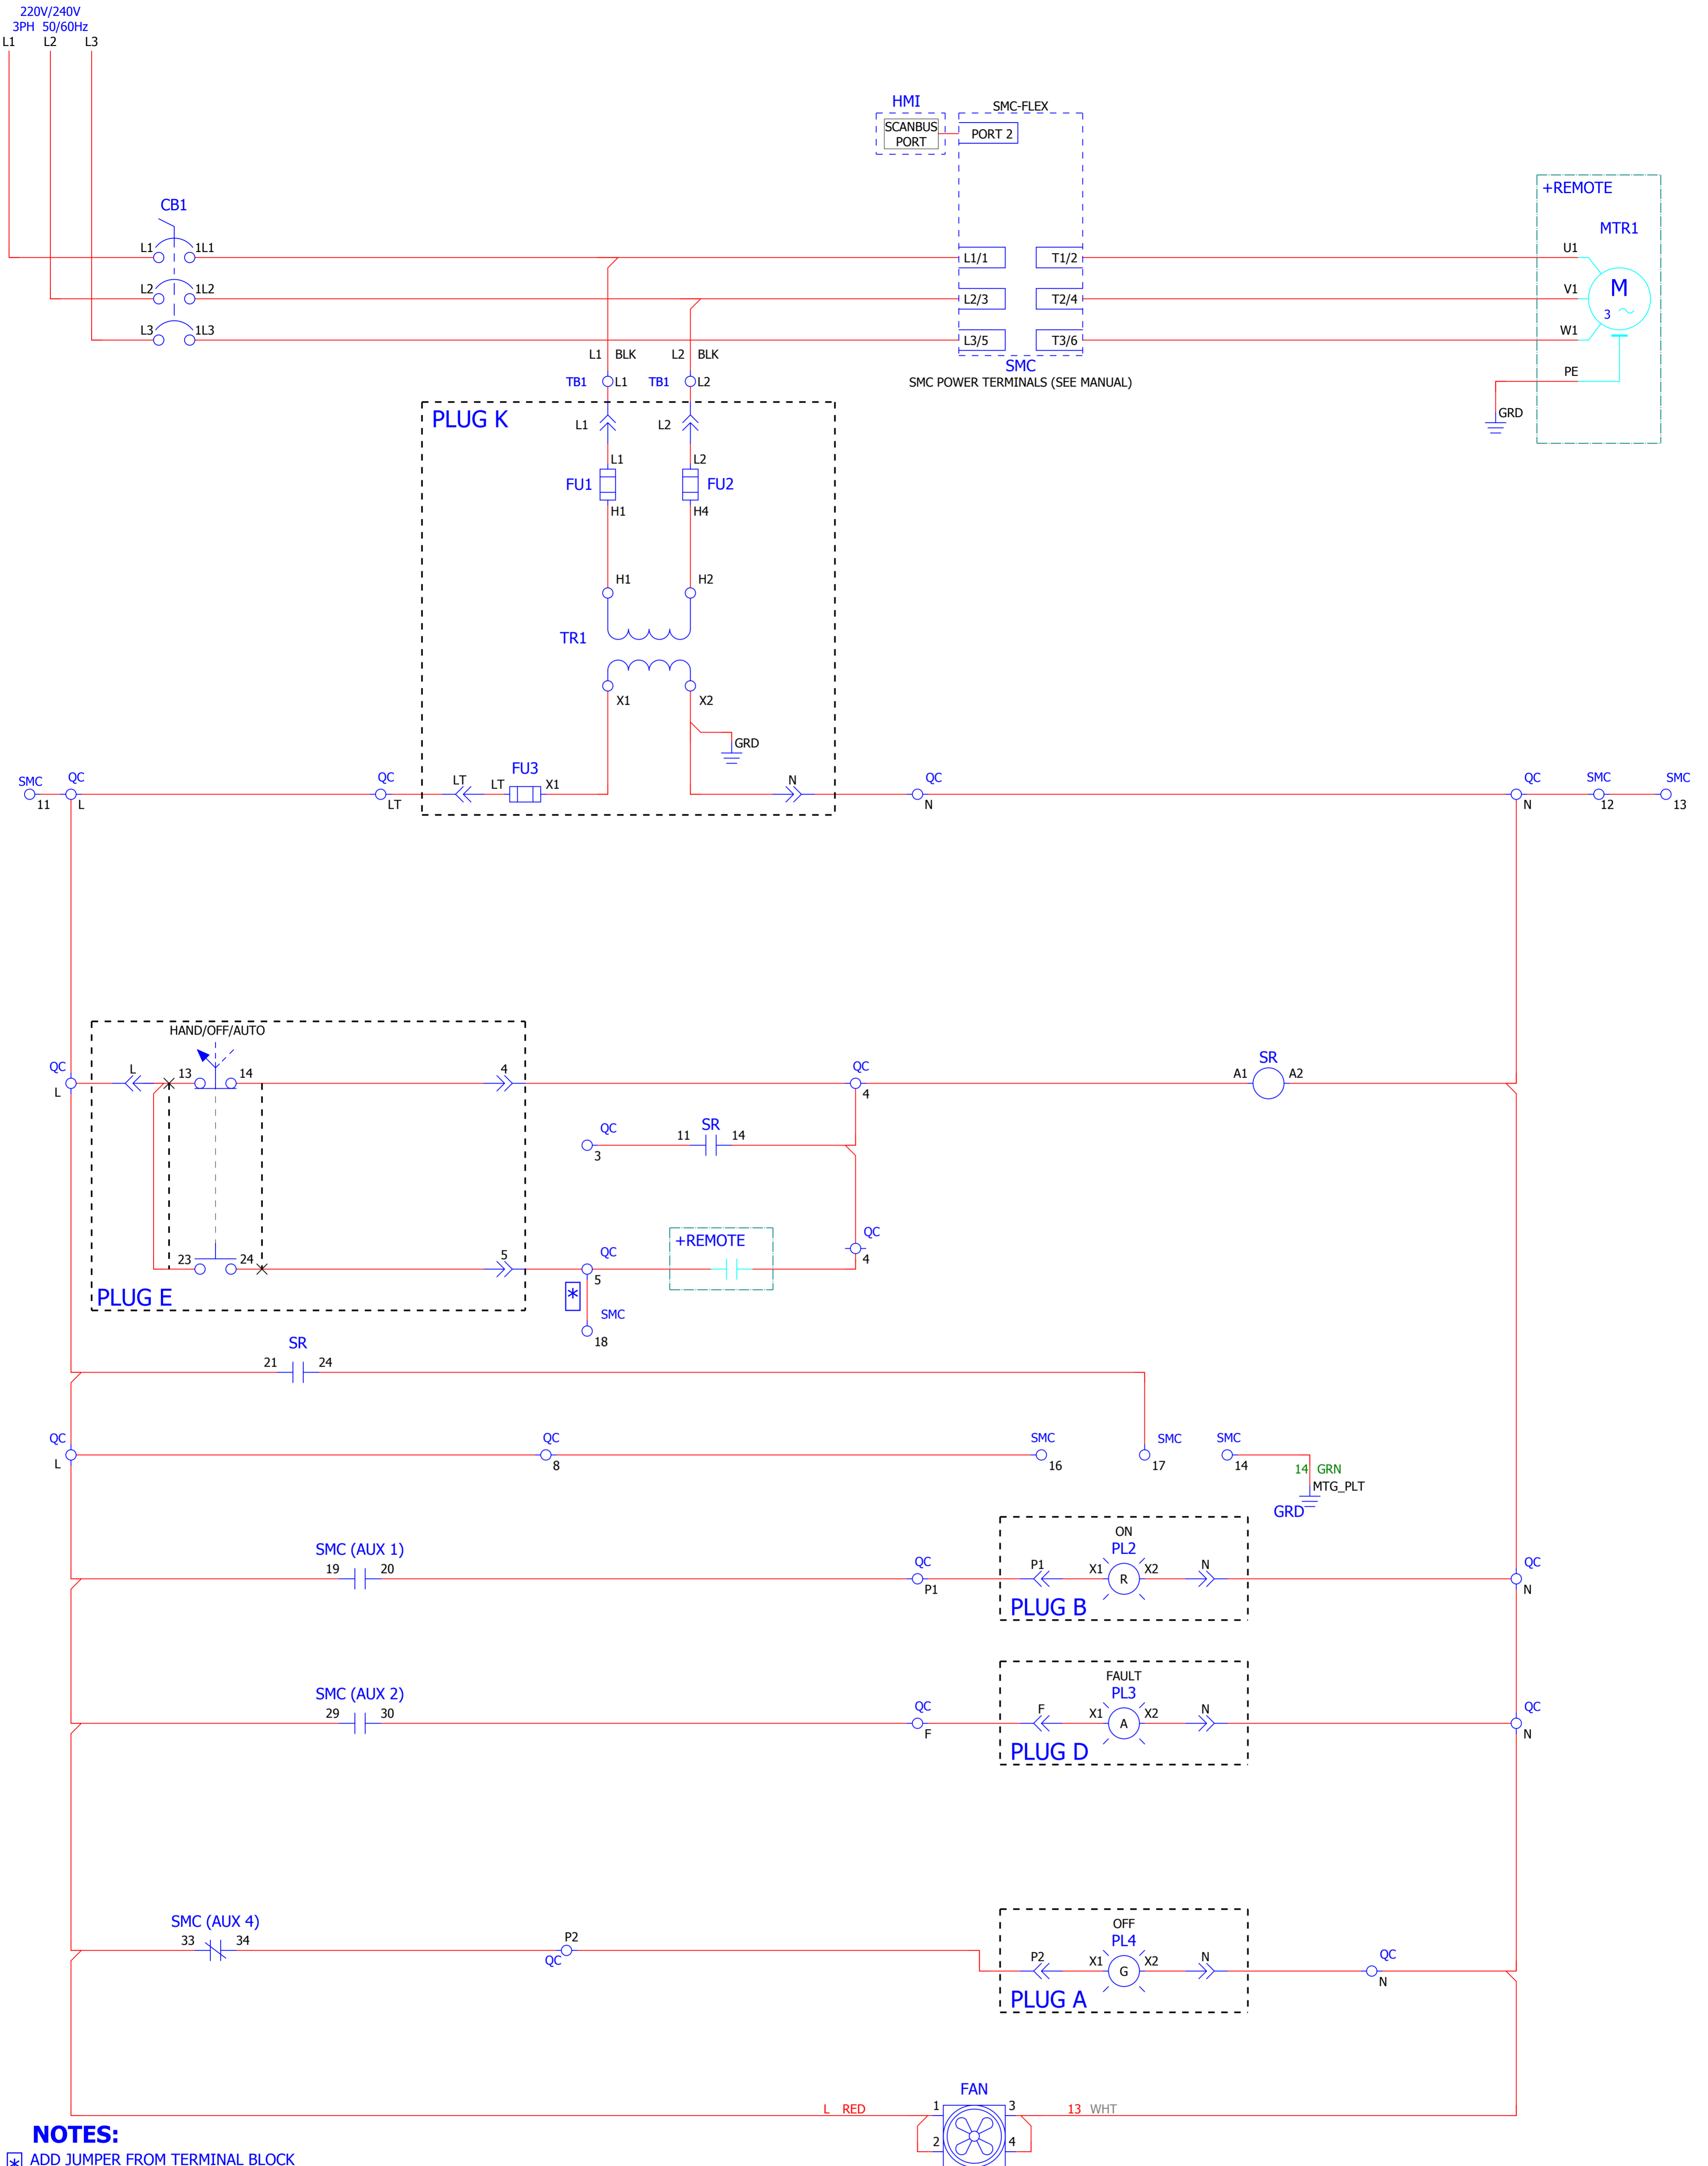 220V/240V
3PH 50/60Hz
L1 L2 L3
HMI
SCANBUS
PORT
SMC-FLEX
PORT 2
+REMOTE
MTR1
CB1
L1 1L1
L1/1 T1/2
U1
L2 1L2
L2/3 T2/4
V1
M
3
L3 1L3
L3/5 T3/6
W1
SMC
SMC POWER TERMINALS (SEE MANUAL)
PE
GRD
L1 BLK L2 BLK
TB1 L1 TB1 L2
PLUG K
L1 L2
L1 L2
FU1 FU2
H1 H4
H1 H2
TR1
X1 X2
GRD
SMC
11
QC
L
QC
LT
LT
LT
FU3
X1
N
QC
N
QC
N
SMC
12
SMC
13
HAND/OFF/AUTO
QC
L
L
13 14
4
QC
4
SR
A1 A2
QC
3
SR
11 14
+REMOTE
QC
4
23 24
5
QC
5
PLUG E
*
SMC
18
SR
21 24
QC
L
QC
8
SMC
16
SMC
17
SMC
14
14 GRN
MTG_PLT
GRD
SMC (AUX 1)
19 20
QC
P1
ON
PL2
P1 X1 R X2 N
PLUG B
QC
N
SMC (AUX 2)
29 30
QC
F
FAULT
PL3
F X1 A X2 N
PLUG D
QC
N
SMC (AUX 4)
33 34
P2
QC
OFF
PL4
P2 X1 G X2 N
PLUG A
QC
N
FAN
L RED 1 3 13 WHT
2 4
NOTES:
* ADD JUMPER FROM TERMINAL BLOCK